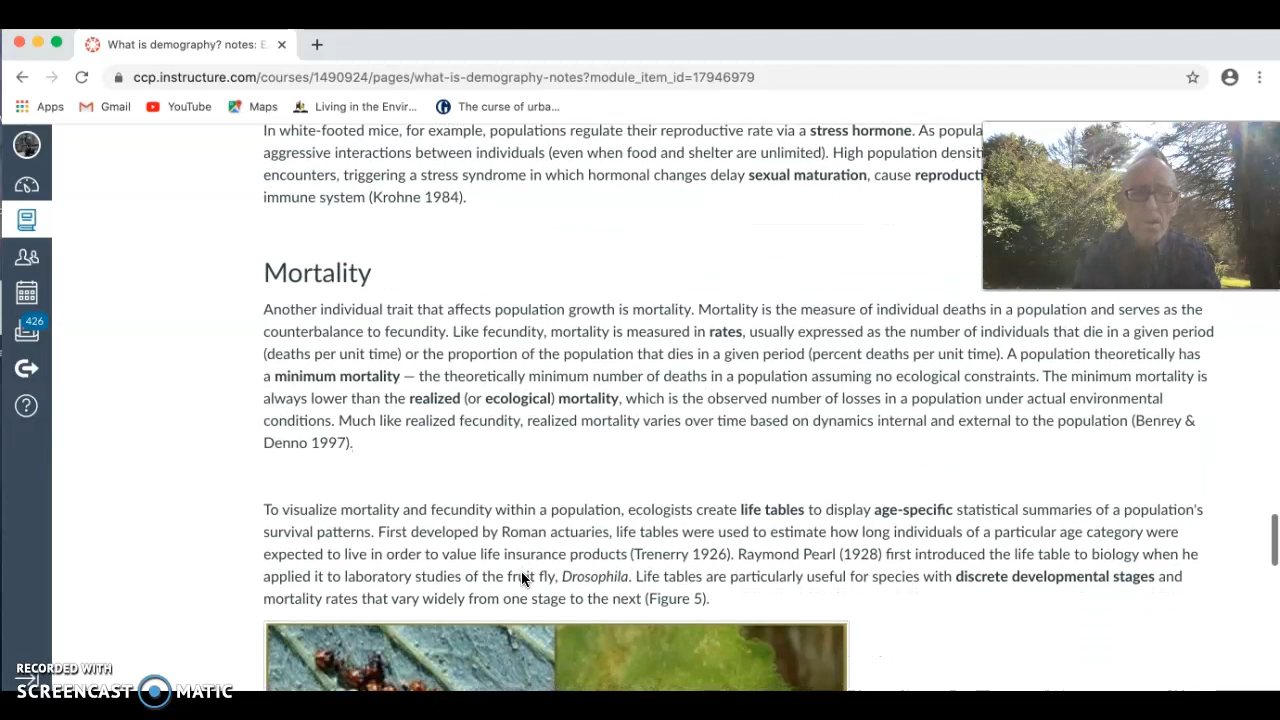 What is demography? notes: E
ccp.instructure.com/courses/1490924/pages/what-is-demography-notes?module_item_id=17946979
Apps Gmail YouTube Maps Living in the Envir... The curse of urba...
In white-footed mice, for example, populations regulate their reproductive rate via a stress hormone. As popula
aggressive interactions between individuals (even when food and shelter are unlimited). High population densit
encounters, triggering a stress syndrome in which hormonal changes delay sexual maturation, cause reproducti
immune system (Krohne 1984).
Mortality
Another individual trait that affects population growth is mortality. Mortality is the measure of individual deaths in a population and serves as the
counterbalance to fecundity. Like fecundity, mortality is measured in rates, usually expressed as the number of individuals that die in a given period
(deaths per unit time) or the proportion of the population that dies in a given period (percent deaths per unit time). A population theoretically has
a minimum mortality — the theoretically minimum number of deaths in a population assuming no ecological constraints. The minimum mortality is
always lower than the realized (or ecological) mortality, which is the observed number of losses in a population under actual environmental
conditions. Much like realized fecundity, realized mortality varies over time based on dynamics internal and external to the population (Benrey &
Denno 1997).
426
To visualize mortality and fecundity within a population, ecologists create life tables to display age-specific statistical summaries of a population's
survival patterns. First developed by Roman actuaries, life tables were used to estimate how long individuals of a particular age category were
expected to live in order to value life insurance products (Trenerry 1926). Raymond Pearl (1928) first introduced the life table to biology when he
applied it to laboratory studies of the fruit fly, Drosophila. Life tables are particularly useful for species with discrete developmental stages and
mortality rates that vary widely from one stage to the next (Figure 5).
RECORDED WITH
SCREENCAST MATIC